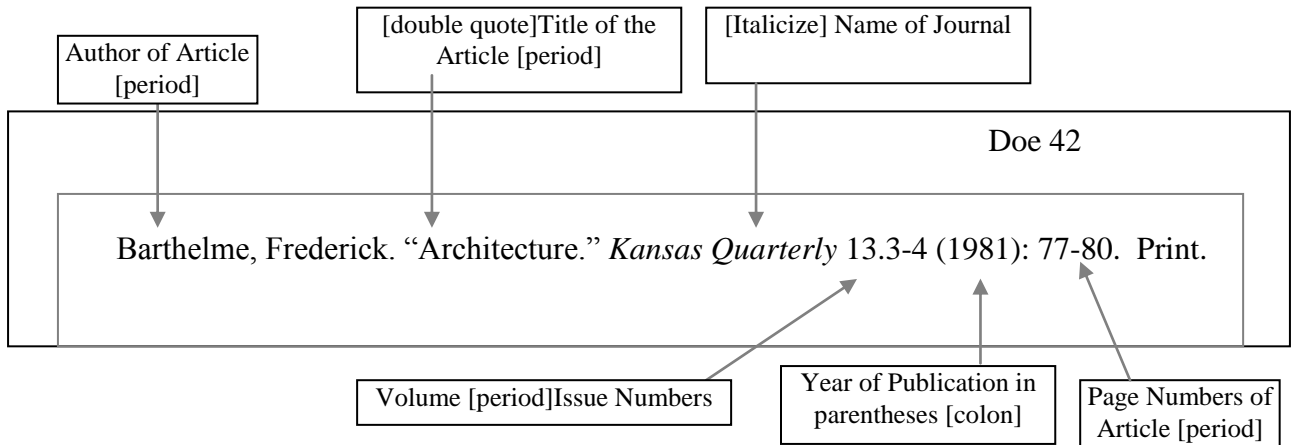 Author of Article
[period]
[double quote]Title of the
Article [period]
[Italicize] Name of Journal
Doe 42
Barthelme, Frederick. “Architecture.” Kansas Quarterly 13.3-4 (1981): 77-80.  Print.
Volume [period]Issue Numbers
Year of Publication in
parentheses [colon]
Page Numbers of
Article [period]